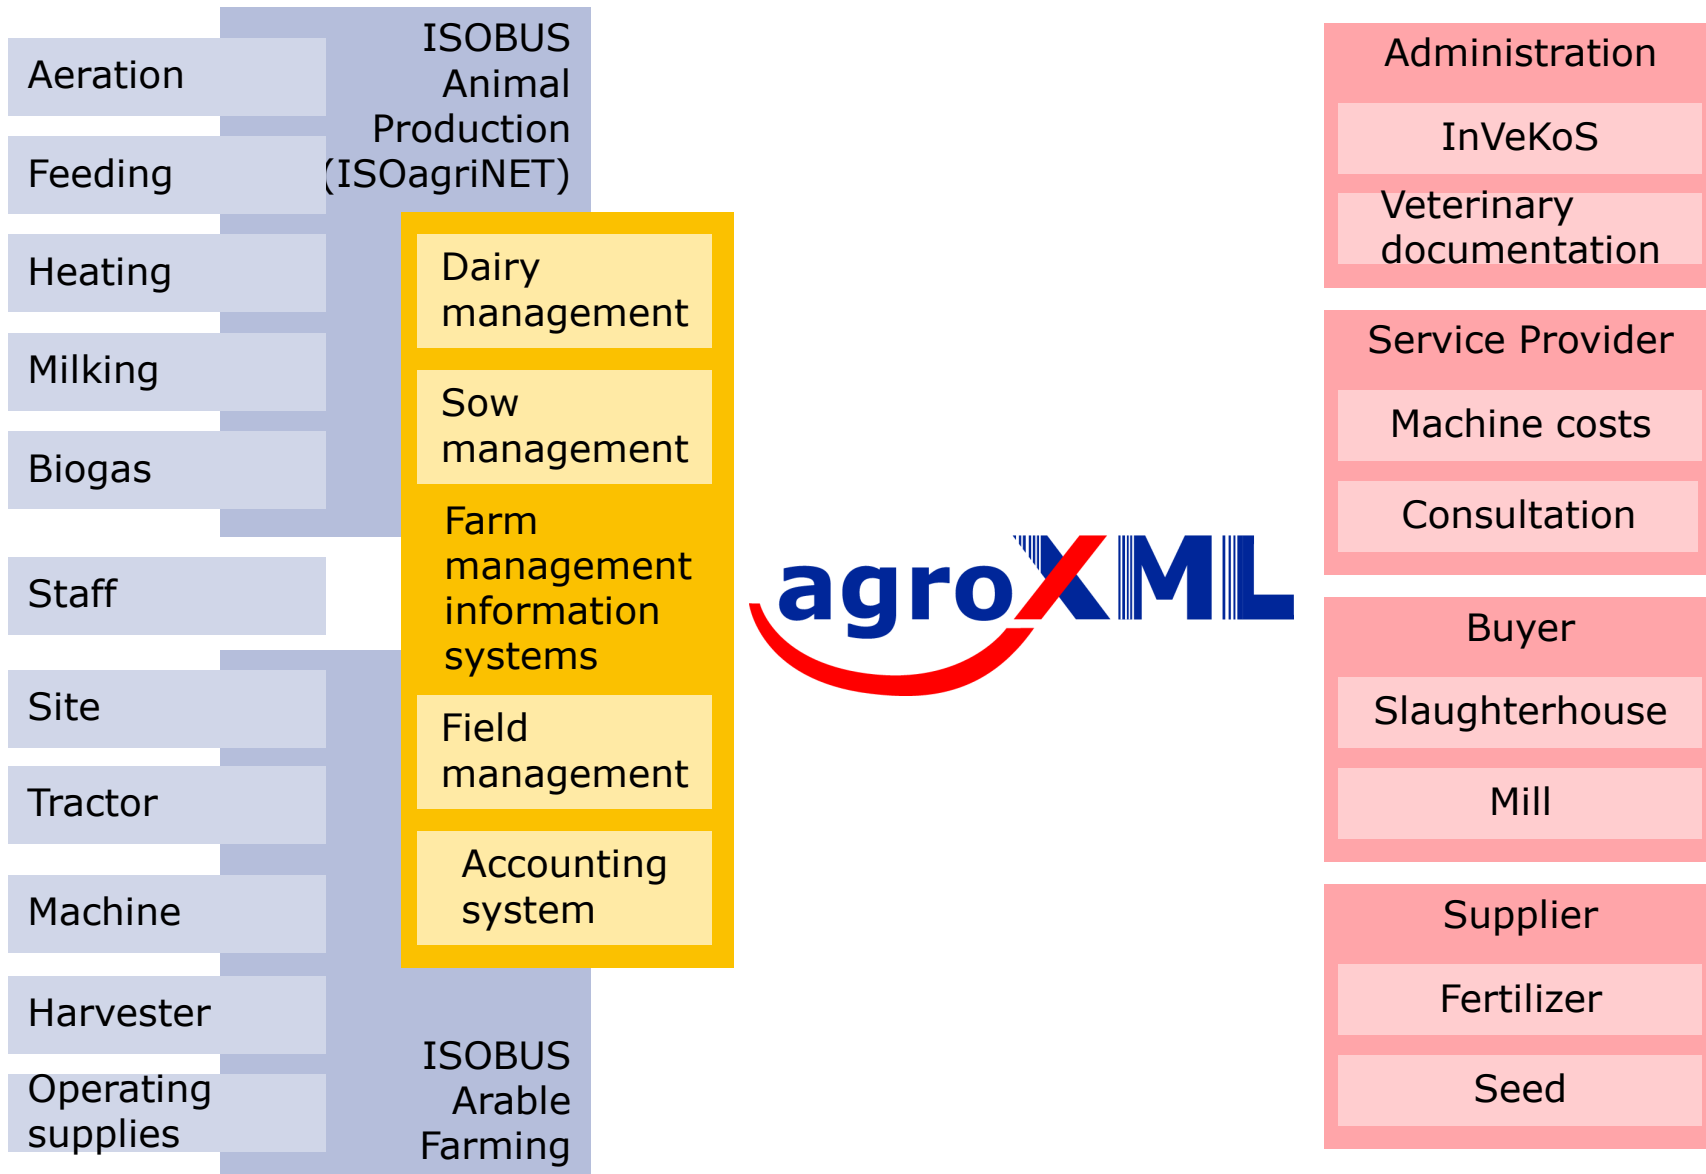 Aeration
Feeding
Heating
Milking
Biogas
Staff
Site
Tractor
Machine
Harvester
Operating
supplies
ISOBUS
Animal
Production
(ISOagriNET)
Dairy
management
Sow
management
Farm
management
information
systems
Field
management
Accounting
system
ISOBUS
Arable
Farming
agroXML
Administration
InVeKoS
Veterinary
documentation
Service Provider
Machine costs
Consultation
Buyer
Slaughterhouse
Mill
Supplier
Fertilizer
Seed